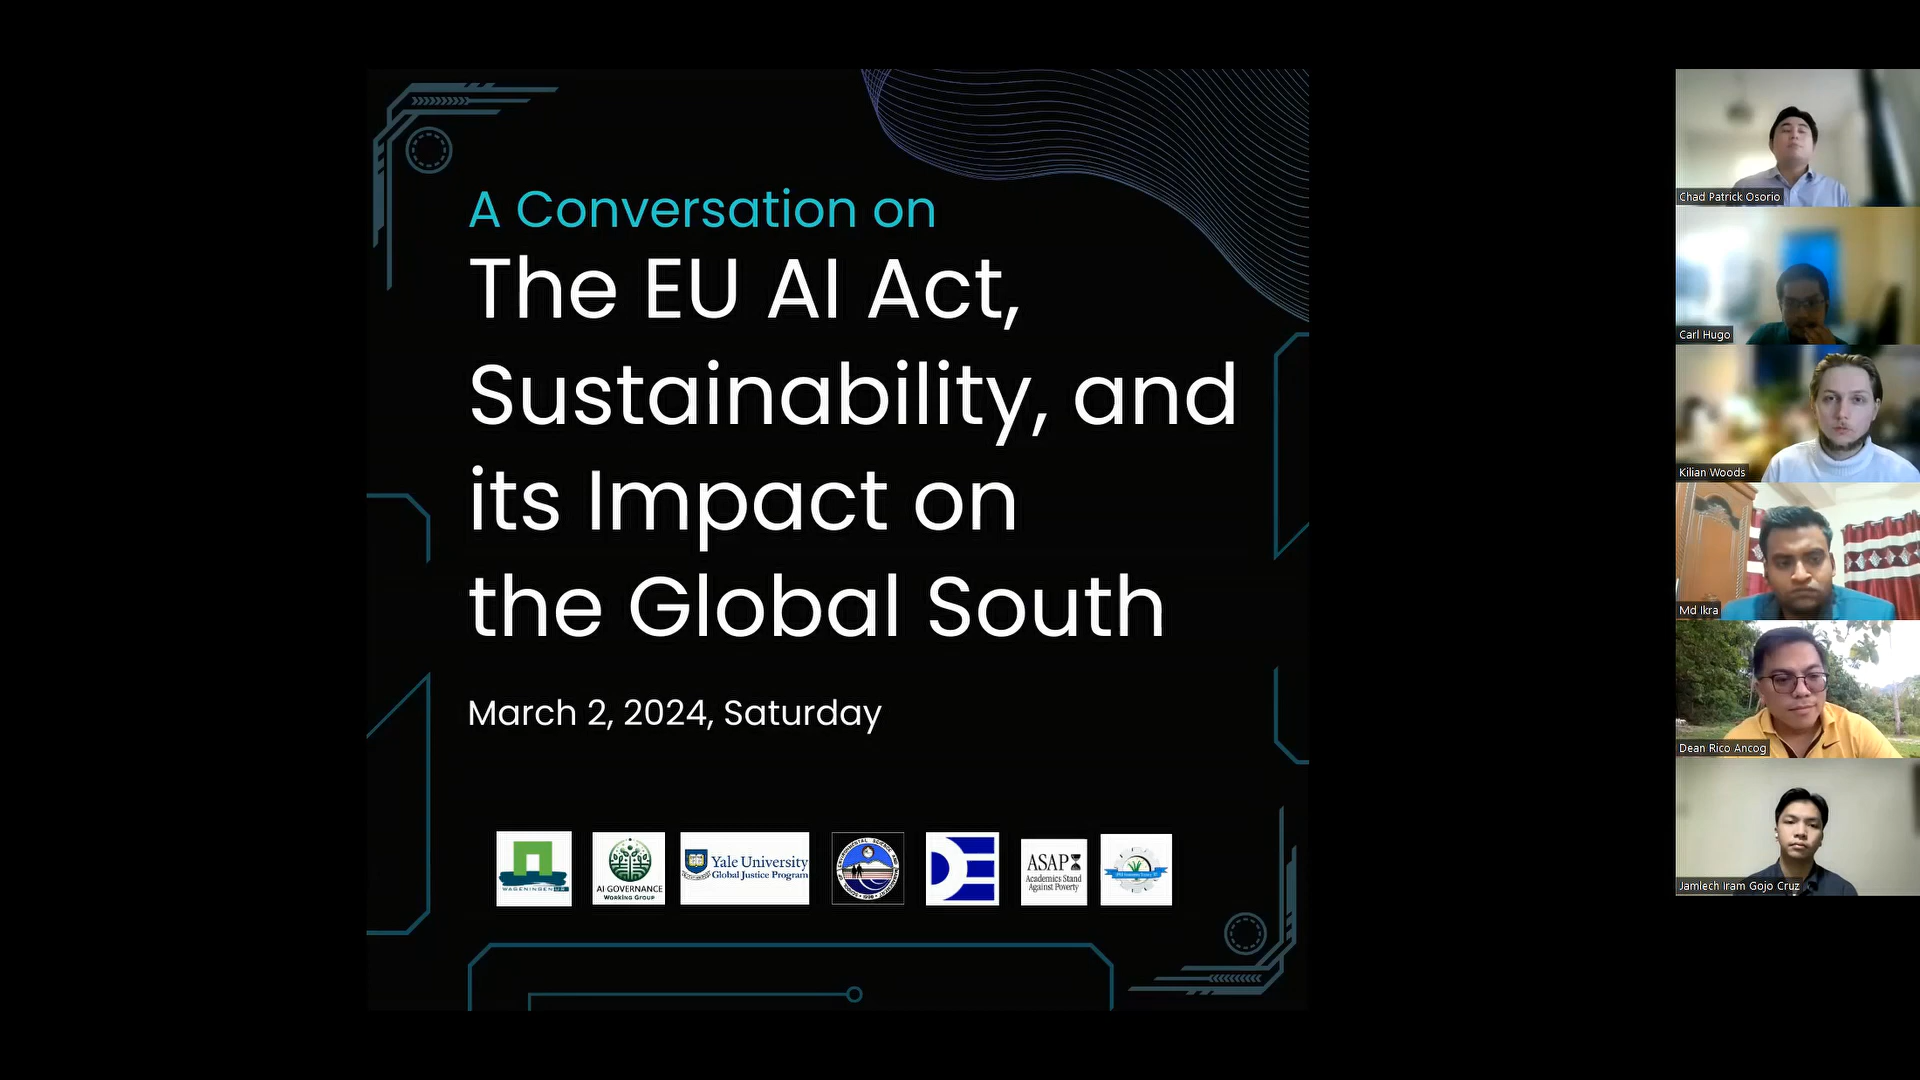 A Conversation on
The EU AI Act,
Sustainability, and
its Impact on
the Global South
March 2, 2024, Saturday
WAGENINGEN UR
AI GOVERNANCE
WORKING GROUP
Yale University
Global Justice Program
ASAP
Academics Stand
Against Poverty
Chad Patrick Osorio
Carl Hugo
Kilian Woods
Md Ikra
Dean Rico Ancog
Jamlech Iram Gojo Cruz